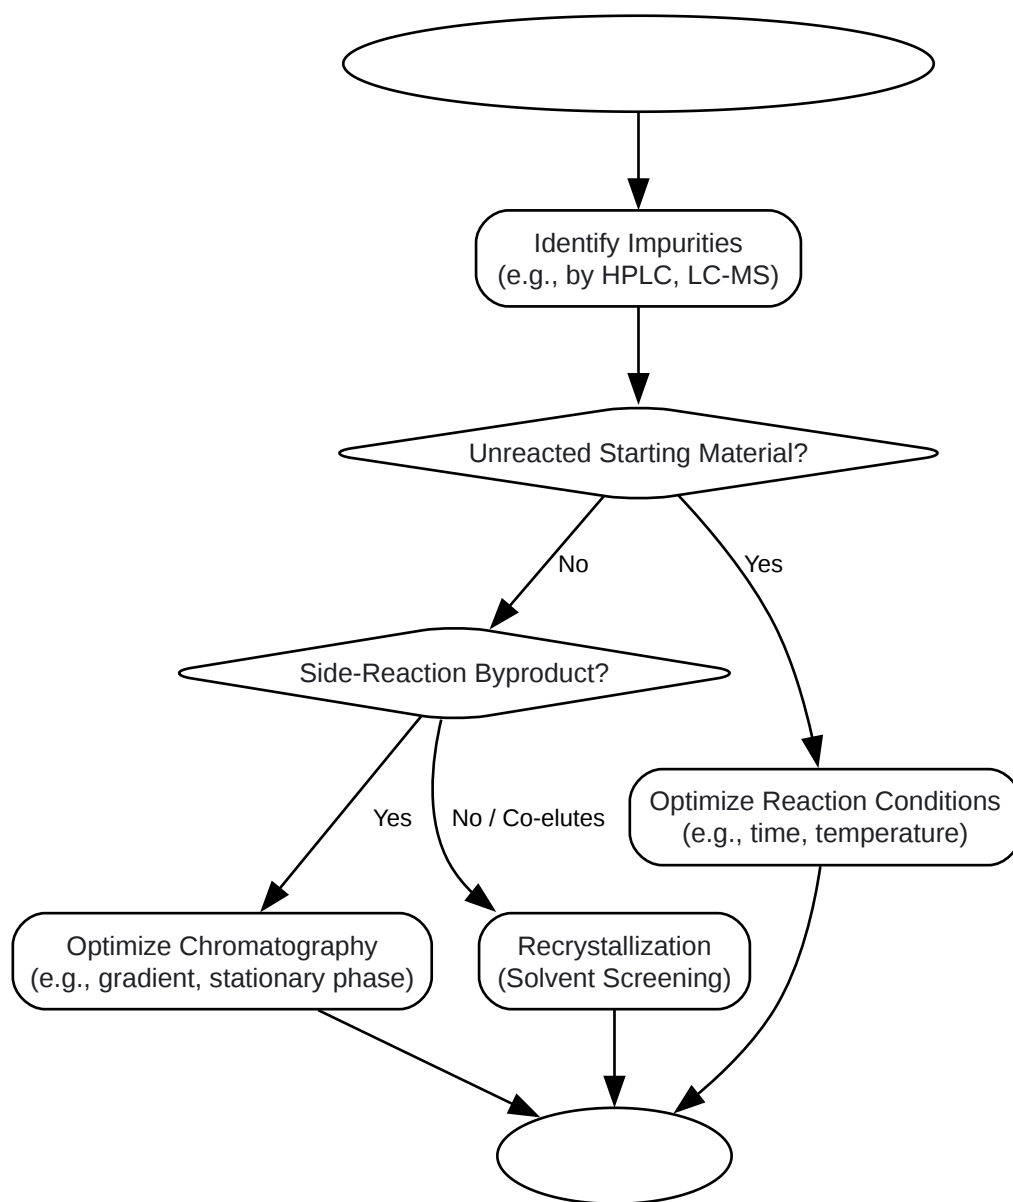 Identify Impurities
(e.g., by HPLC, LC-MS)
Unreacted Starting Material?
No
Yes
Side-Reaction Byproduct?
Yes
No / Co-elutes
Optimize Reaction Conditions
(e.g., time, temperature)
Optimize Chromatography
(e.g., gradient, stationary phase)
Recrystallization
(Solvent Screening)